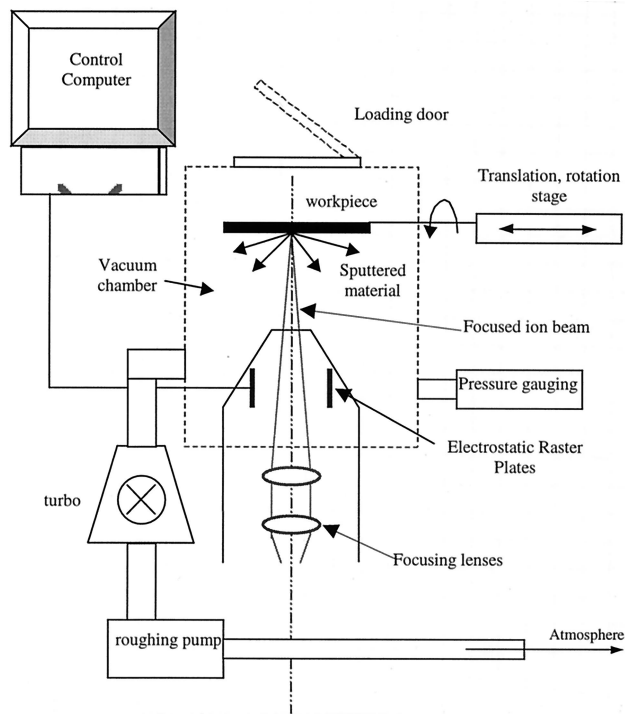 Control
Computer
Loading door
Translation, rotation
stage
workpiece
Vacuum
chamber
Sputtered
material
Focused ion beam
Pressure gauging
Electrostatic Raster
Plates
turbo
Focusing lenses
roughing pump
Atmosphere